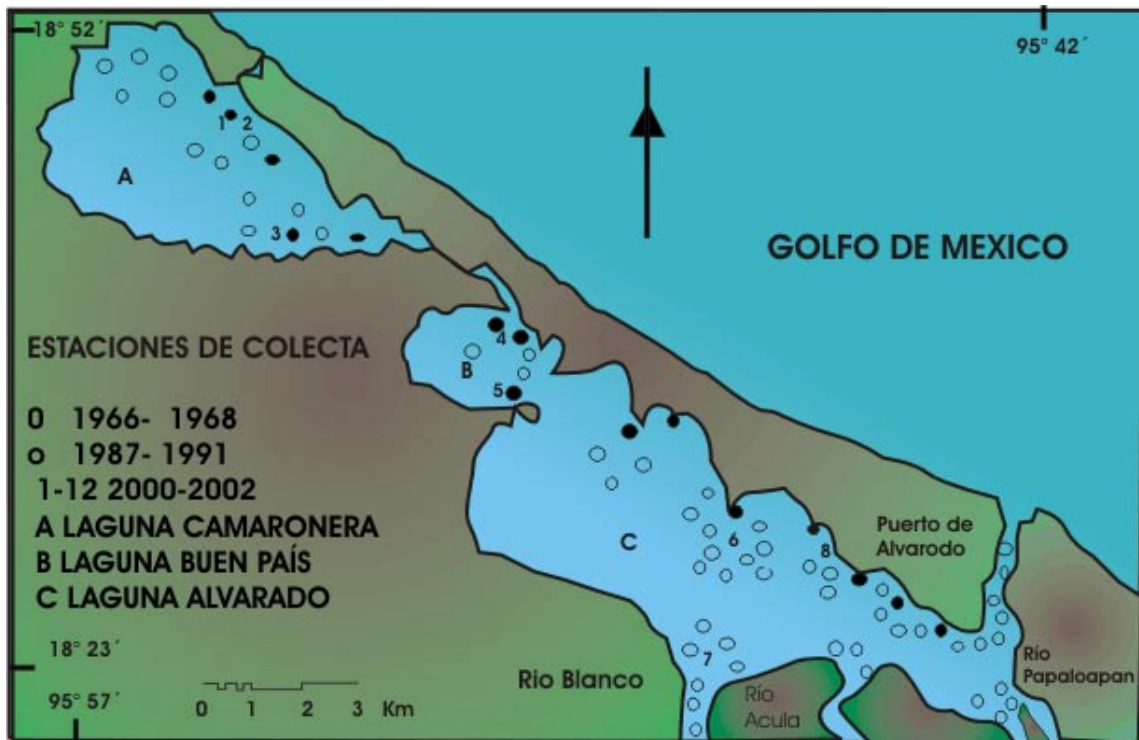 18° 52´
95° 42´
1 2
A
3
GOLFO DE MEXICO
4
ESTACIONES DE COLECTA
B
5
0 1966- 1968
o 1987- 1991
1-12 2000-2002
A LAGUNA CAMARONERA
B LAGUNA BUEN PAÍS
C LAGUNA ALVARADO
C
6
8
Puerto de
Alvarodo
7
18° 23´
95° 57´
0 1 2 3 Km
Rio Blanco
Río
Acula
Río
Papaloapan